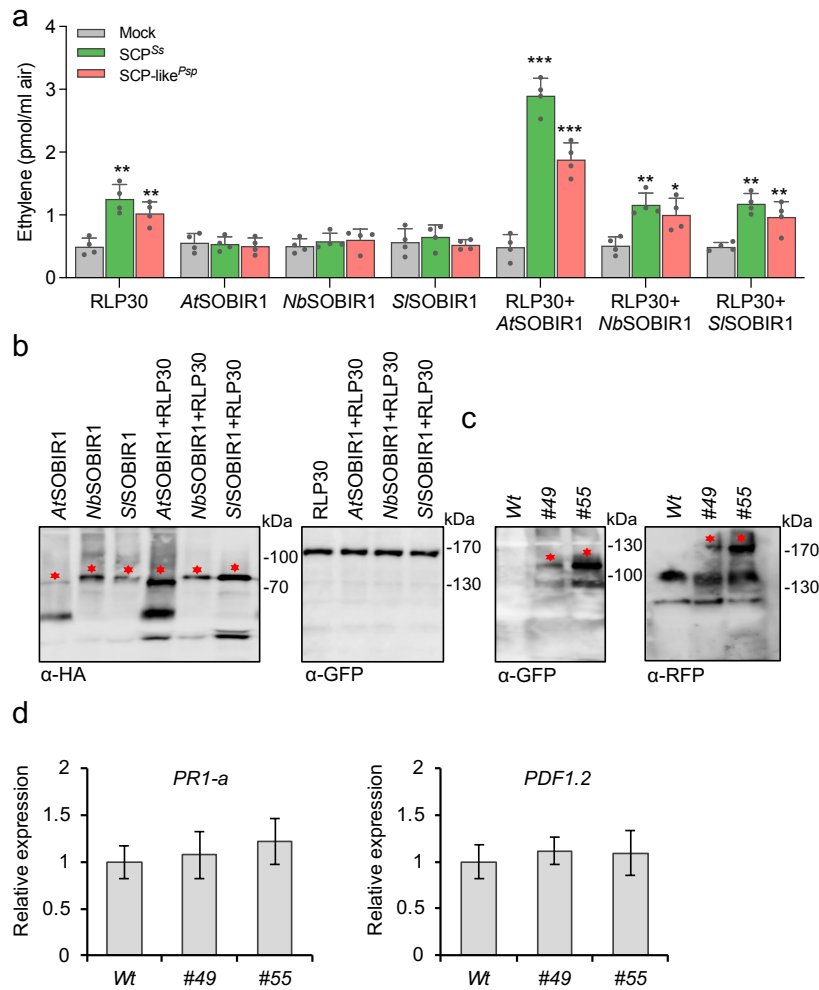 a
Ethylene (pmol/ml air)
4
3
2
1
0
Mock
SCPSs
SCP-likePsp
**
**
***
***
**
*
**
**
RLP30
AtSOBIR1
NbSOBIR1
SlSOBIR1
RLP30+
AtSOBIR1
RLP30+
NbSOBIR1
RLP30+
SlSOBIR1
b
AtSOBIR1
NbSOBIR1
SlSOBIR1
AtSOBIR1+RLP30
NbSOBIR1+RLP30
SlSOBIR1+RLP30
kDa
-100
-70
α-HA
RLP30
AtSOBIR1+RLP30
NbSOBIR1+RLP30
SlSOBIR1+RLP30
kDa
-170
-130
α-GFP
c
Wt
#49
#55
kDa
-130
-100
α-GFP
Wt
#49
#55
kDa
-170
-130
α-RFP
d
Relative expression
2
1.5
1
0.5
0
PR1-a
Wt
#49
#55
Relative expression
2
1.5
1
0.5
0
PDF1.2
Wt
#49
#55